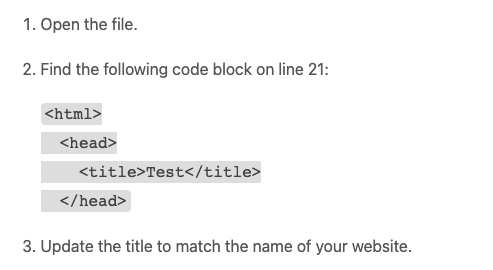 1. Open the file.
2. Find the following code block on line 21:
<html>
  <head>
    <title>Test</title>
  </head>
3. Update the title to match the name of your website.